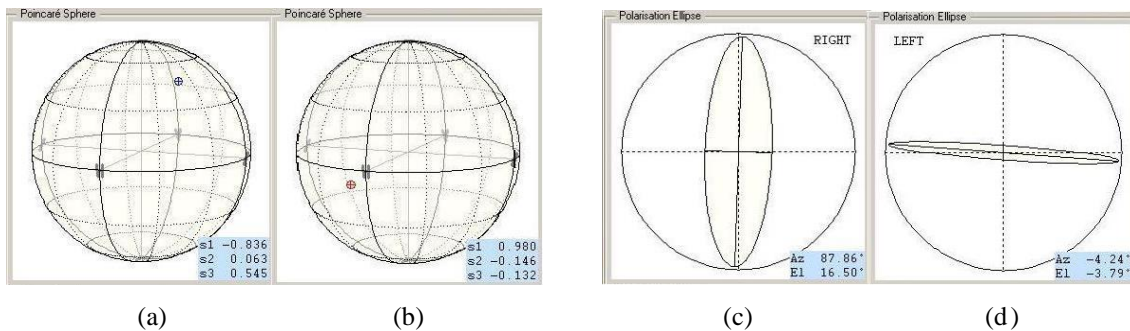 Poincaré Sphere
s1 -0.836
s2 0.063
s3 0.545
Poincaré Sphere
s1 0.980
s2 -0.146
s3 -0.132
Polarisation Ellipse
RIGHT
Az 87.86°
El 16.50°
Polarisation Ellipse
LEFT
Az -4.24°
El -3.79°
(a)
(b)
(c)
(d)